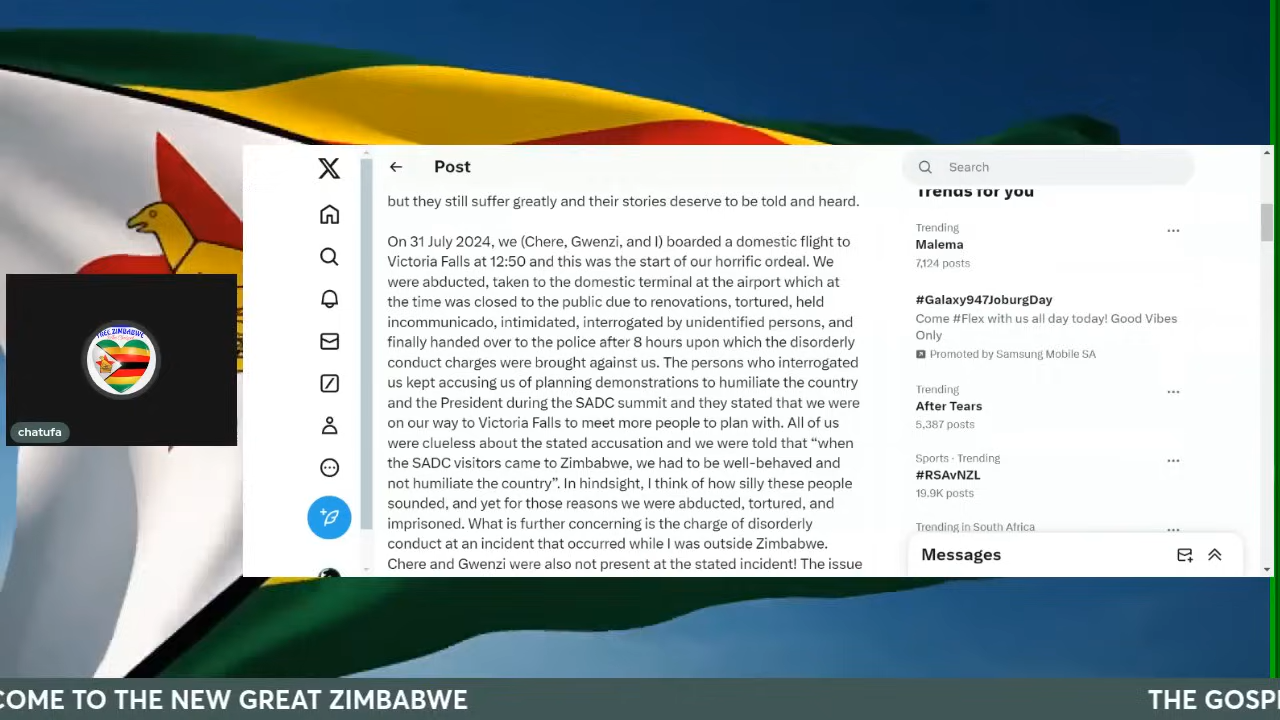 Post
Search
but they still suffer greatly and their stories deserve to be told and heard.
On 31 July 2024, we (Chere, Gwenzi, and I) boarded a domestic flight to
Victoria Falls at 12:50 and this was the start of our horrific ordeal. We
were abducted, taken to the domestic terminal at the airport which at
the time was closed to the public due to renovations, tortured, held
incommunicado, intimidated, interrogated by unidentified persons, and
finally handed over to the police after 8 hours upon which the disorderly
conduct charges were brought against us. The persons who interrogated
us kept accusing us of planning demonstrations to humiliate the country
and the President during the SADC summit and they stated that we were
on our way to Victoria Falls to meet more people to plan with. All of us
were clueless about the stated accusation and we were told that “when
the SADC visitors came to Zimbabwe, we had to be well-behaved and
not humiliate the country”. In hindsight, I think of how silly these people
sounded, and yet for those reasons we were abducted, tortured, and
imprisoned. What is further concerning is the charge of disorderly
conduct at an incident that occurred while I was outside Zimbabwe.
Chere and Gwenzi were also not present at the stated incident! The issue
Trends for you
Trending
Malema
7,124 posts
#Galaxy947JoburgDay
Come #Flex with us all day today! Good Vibes
Only
Promoted by Samsung Mobile SA
Trending
After Tears
5,387 posts
Sports · Trending
#RSAvNZL
19.9K posts
Trending in South Africa
Messages
FREE ZIMBABWE
chatufa
COME TO THE NEW GREAT ZIMBABWE
THE GOSP